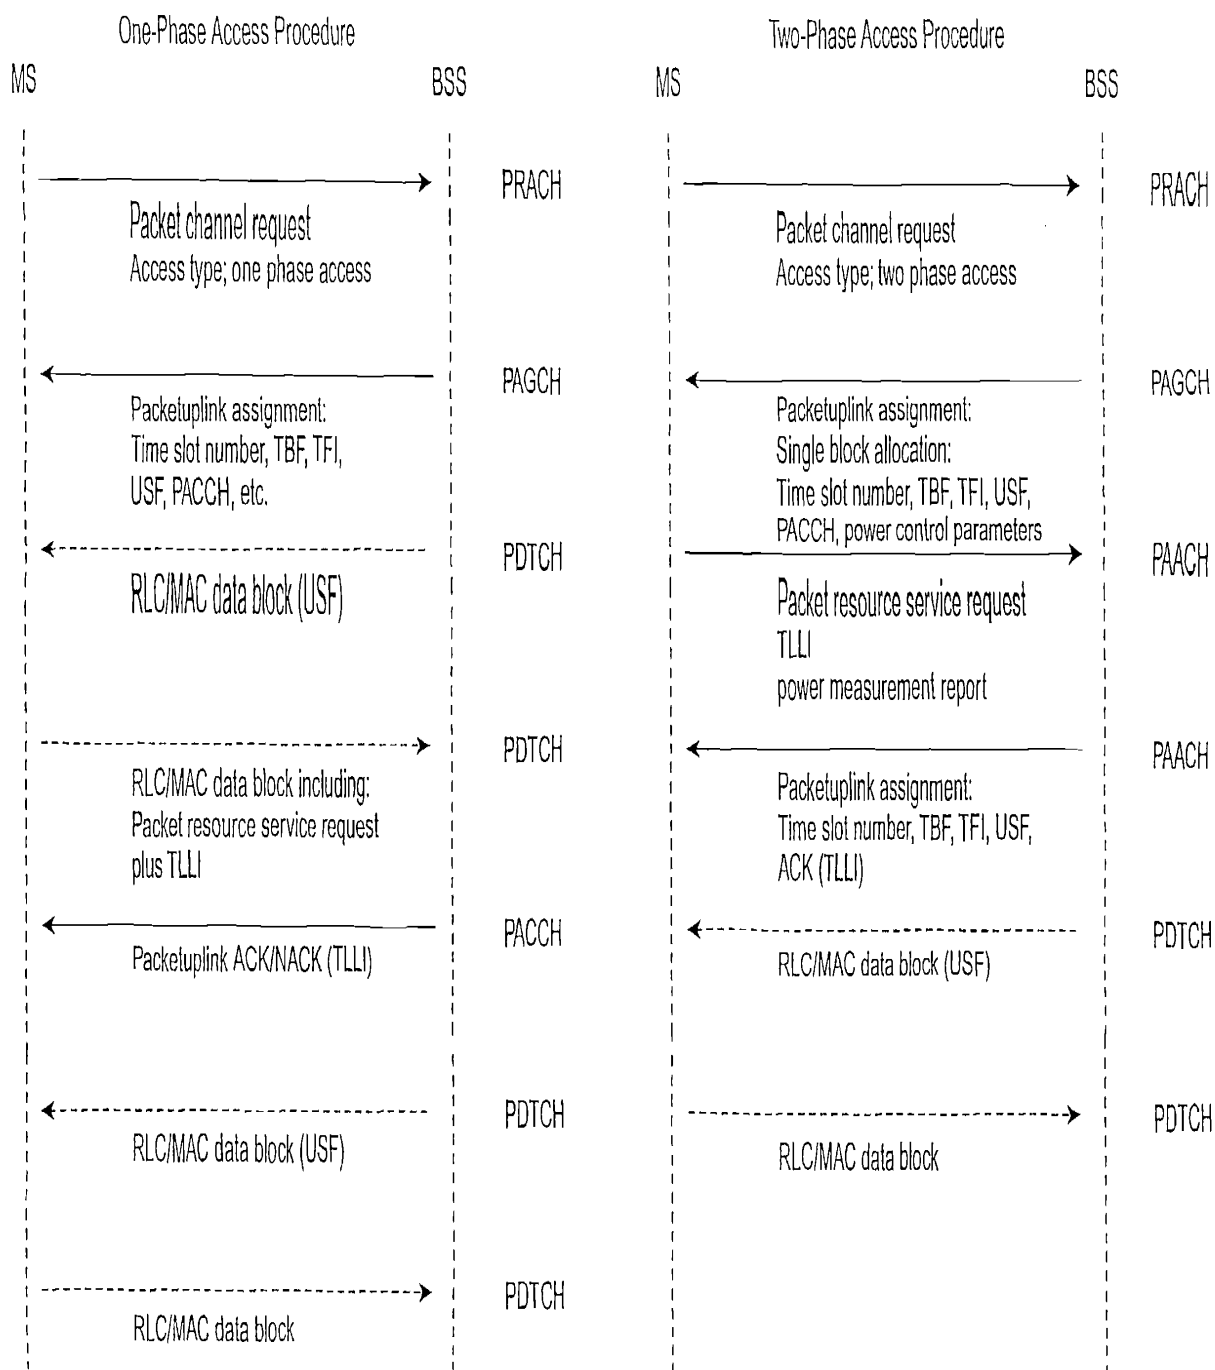 One-Phase Access Procedure
MS
BSS
PRACH
Packet channel request
Access type; one phase access
PAGCH
Packetuplink assignment:
Time slot number, TBF, TFI,
USF, PACCH, etc.
PDTCH
RLC/MAC data block (USF)
PDTCH
RLC/MAC data block including:
Packet resource service request
plus TLLI
PACCH
Packetuplink ACK/NACK (TLLI)
PDTCH
RLC/MAC data block (USF)
PDTCH
RLC/MAC data block
Two-Phase Access Procedure
MS
BSS
PRACH
Packet channel request
Access type; two phase access
PAGCH
Packetuplink assignment:
Single block allocation:
Time slot number, TBF, TFI, USF,
PACCH, power control parameters
PAACH
Packet resource service request
TLLI
power measurement report
PAACH
Packetuplink assignment:
Time slot number, TBF, TFI, USF,
ACK (TLLI)
PDTCH
RLC/MAC data block (USF)
PDTCH
RLC/MAC data block